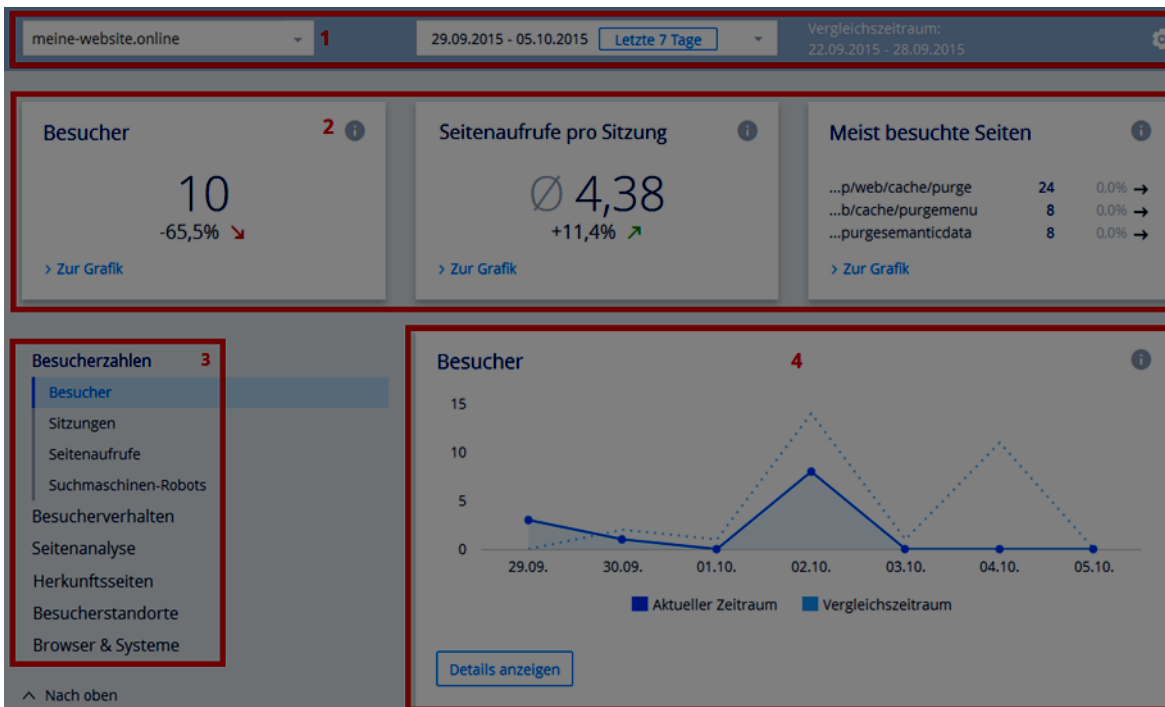 meine-website.online
1
29.09.2015 - 05.10.2015 Letzte 7 Tage
Vergleichszeitraum:
22.09.2015 - 28.09.2015
Besucher
2
10
-65,5%
> Zur Grafik
Seitenaufrufe pro Sitzung
Ø 4,38
+11,4%
> Zur Grafik
Meist besuchte Seiten
...p/web/cache/purge 24 0,0% →
...b/cache/purgemenu 8 0,0% →
...purgesemanticdata 8 0,0% →
> Zur Grafik
Besucherzahlen 3
Besucher
Sitzungen
Seitenaufrufe
Suchmaschinen-Robots
Besucherverhalten
Seitenanalyse
Herkunftsseiten
Besucherstandorte
Browser & Systeme
Nach oben
Besucher 4
15
10
5
0
29.09. 30.09. 01.10. 02.10. 03.10. 04.10. 05.10.
Aktueller Zeitraum Vergleichszeitraum
Details anzeigen